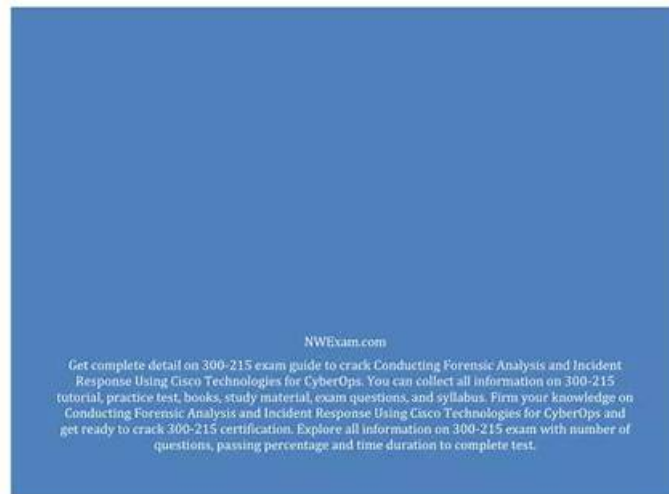 NWExam.com
Get complete detail on 300-215 exam guide to crack Conducting Forensic Analysis and Incident
Response Using Cisco Technologies for CyberOps. You can collect all information on 300-215
tutorial, practice test, books, study material, exam questions, and syllabus. Firm your knowledge on
Conducting Forensic Analysis and Incident Response Using Cisco Technologies for CyberOps and
get ready to crack 300-215 certification. Explore all information on 300-215 exam with number of
questions, passing percentage and time duration to complete test.